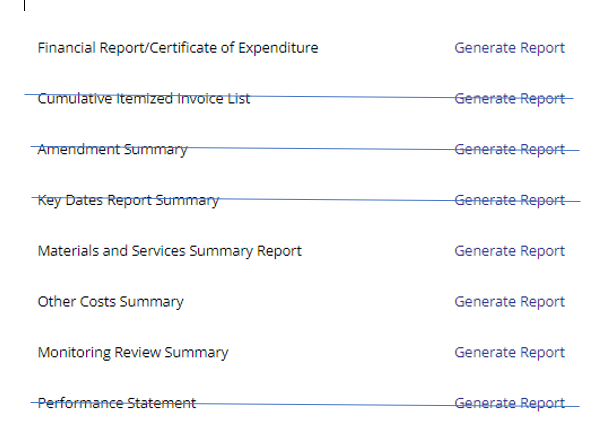 Financial Report/Certificate of Expenditure Generate Report
Cumulative Itemized Invoice List Generate Report
Amendment Summary Generate Report
Key Dates Report Summary Generate Report
Materials and Services Summary Report Generate Report
Other Costs Summary Generate Report
Monitoring Review Summary Generate Report
Performance Statement Generate Report